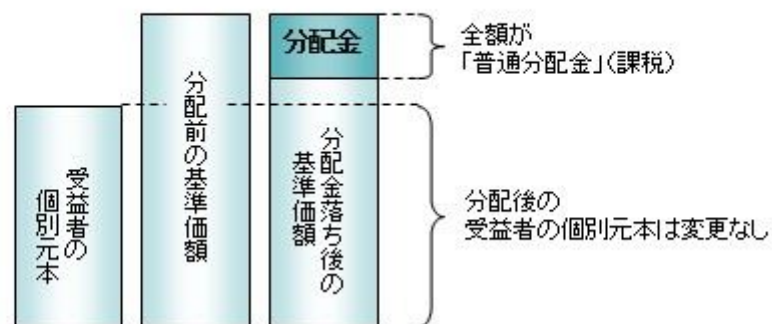 受益者の
個別元本
分配前の基準価額
分配金
分配金落ち後の
基準価額
全額が
「普通分配金」(課税)
分配後の
受益者の個別元本は変更なし